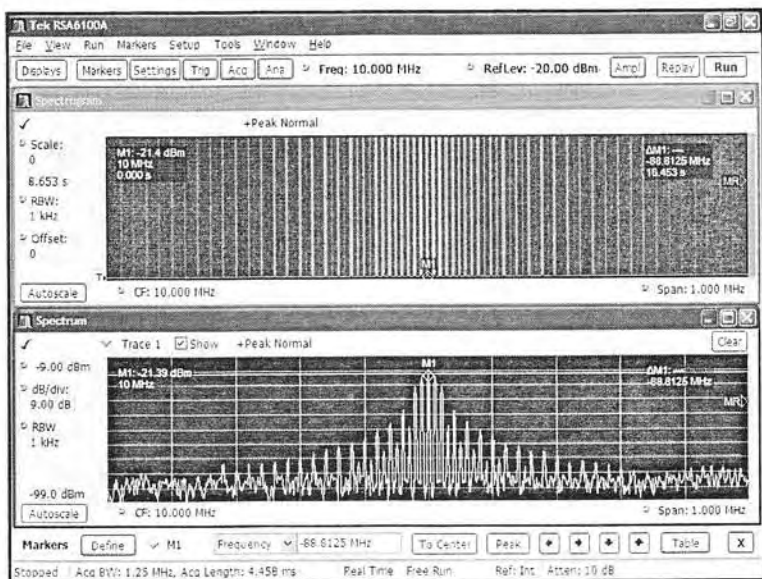 Tek RSA6100A
File View Run Markers Setup Tools Window Help
Displays Markers Settings Trig Acq Ana Freq: 10.000 MHz RefLev: -20.00 dBm Ampl Replay Run
Spectrogram
+Peak Normal
Scale:
0
8.653 s
RBW:
1 kHz
Offset:
0
M1: -21.4 dBm
10 MHz
0.000 s
ΔM1: ---
-88.8125 MHz
10.453 s
MR
M1
Autoscale CF: 10.000 MHz Span: 1.000 MHz
Spectrum
Trace 1 Show +Peak Normal Clear
-9.00 dBm
dB/div:
9.00 dB
RBW
1 kHz
-99.0 dBm
M1: -21.39 dBm
10 MHz
M1
ΔM1: ---
-88.8125 MHz
MR
Autoscale CF: 10.000 MHz Span: 1.000 MHz
Markers Define M1 Frequency -88.8125 MHz To Center Peak Table X
Stopped Acq BW: 1.25 MHz, Acq Length: 4.458 ms Real Time Free Run Ref: Int Atten: 10 dB